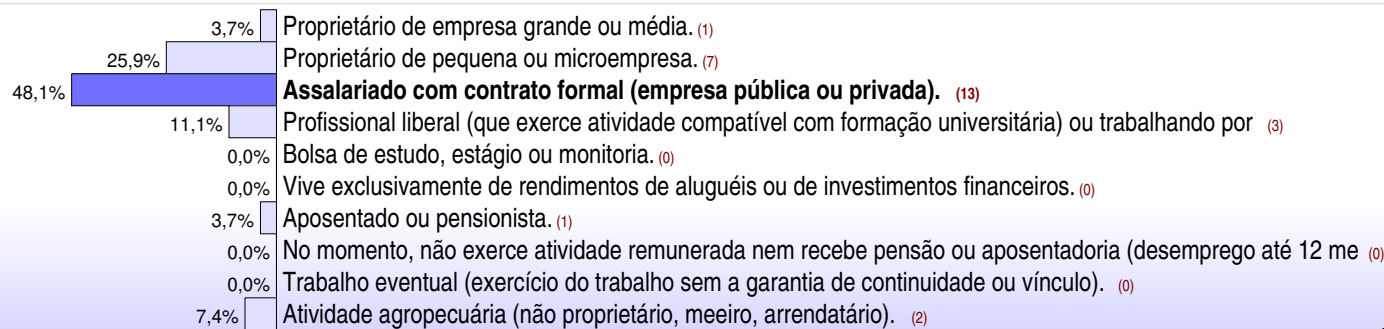 3,7% Proprietário de empresa grande ou média. (1)
25,9% Proprietário de pequena ou microempresa. (7)
48,1% Assalariado com contrato formal (empresa pública ou privada). (13)
11,1% Profissional liberal (que exerce atividade compatível com formação universitária) ou trabalhando por (3)
0,0% Bolsa de estudo, estágio ou monitoria. (0)
0,0% Vive exclusivamente de rendimentos de aluguéis ou de investimentos financeiros. (0)
3,7% Aposentado ou pensionista. (1)
0,0% No momento, não exerce atividade remunerada nem recebe pensão ou aposentadoria (desemprego até 12 me (0)
0,0% Trabalho eventual (exercício do trabalho sem a garantia de continuidade ou vínculo). (0)
7,4% Atividade agropecuária (não proprietário, meeiro, arrendatário). (2)